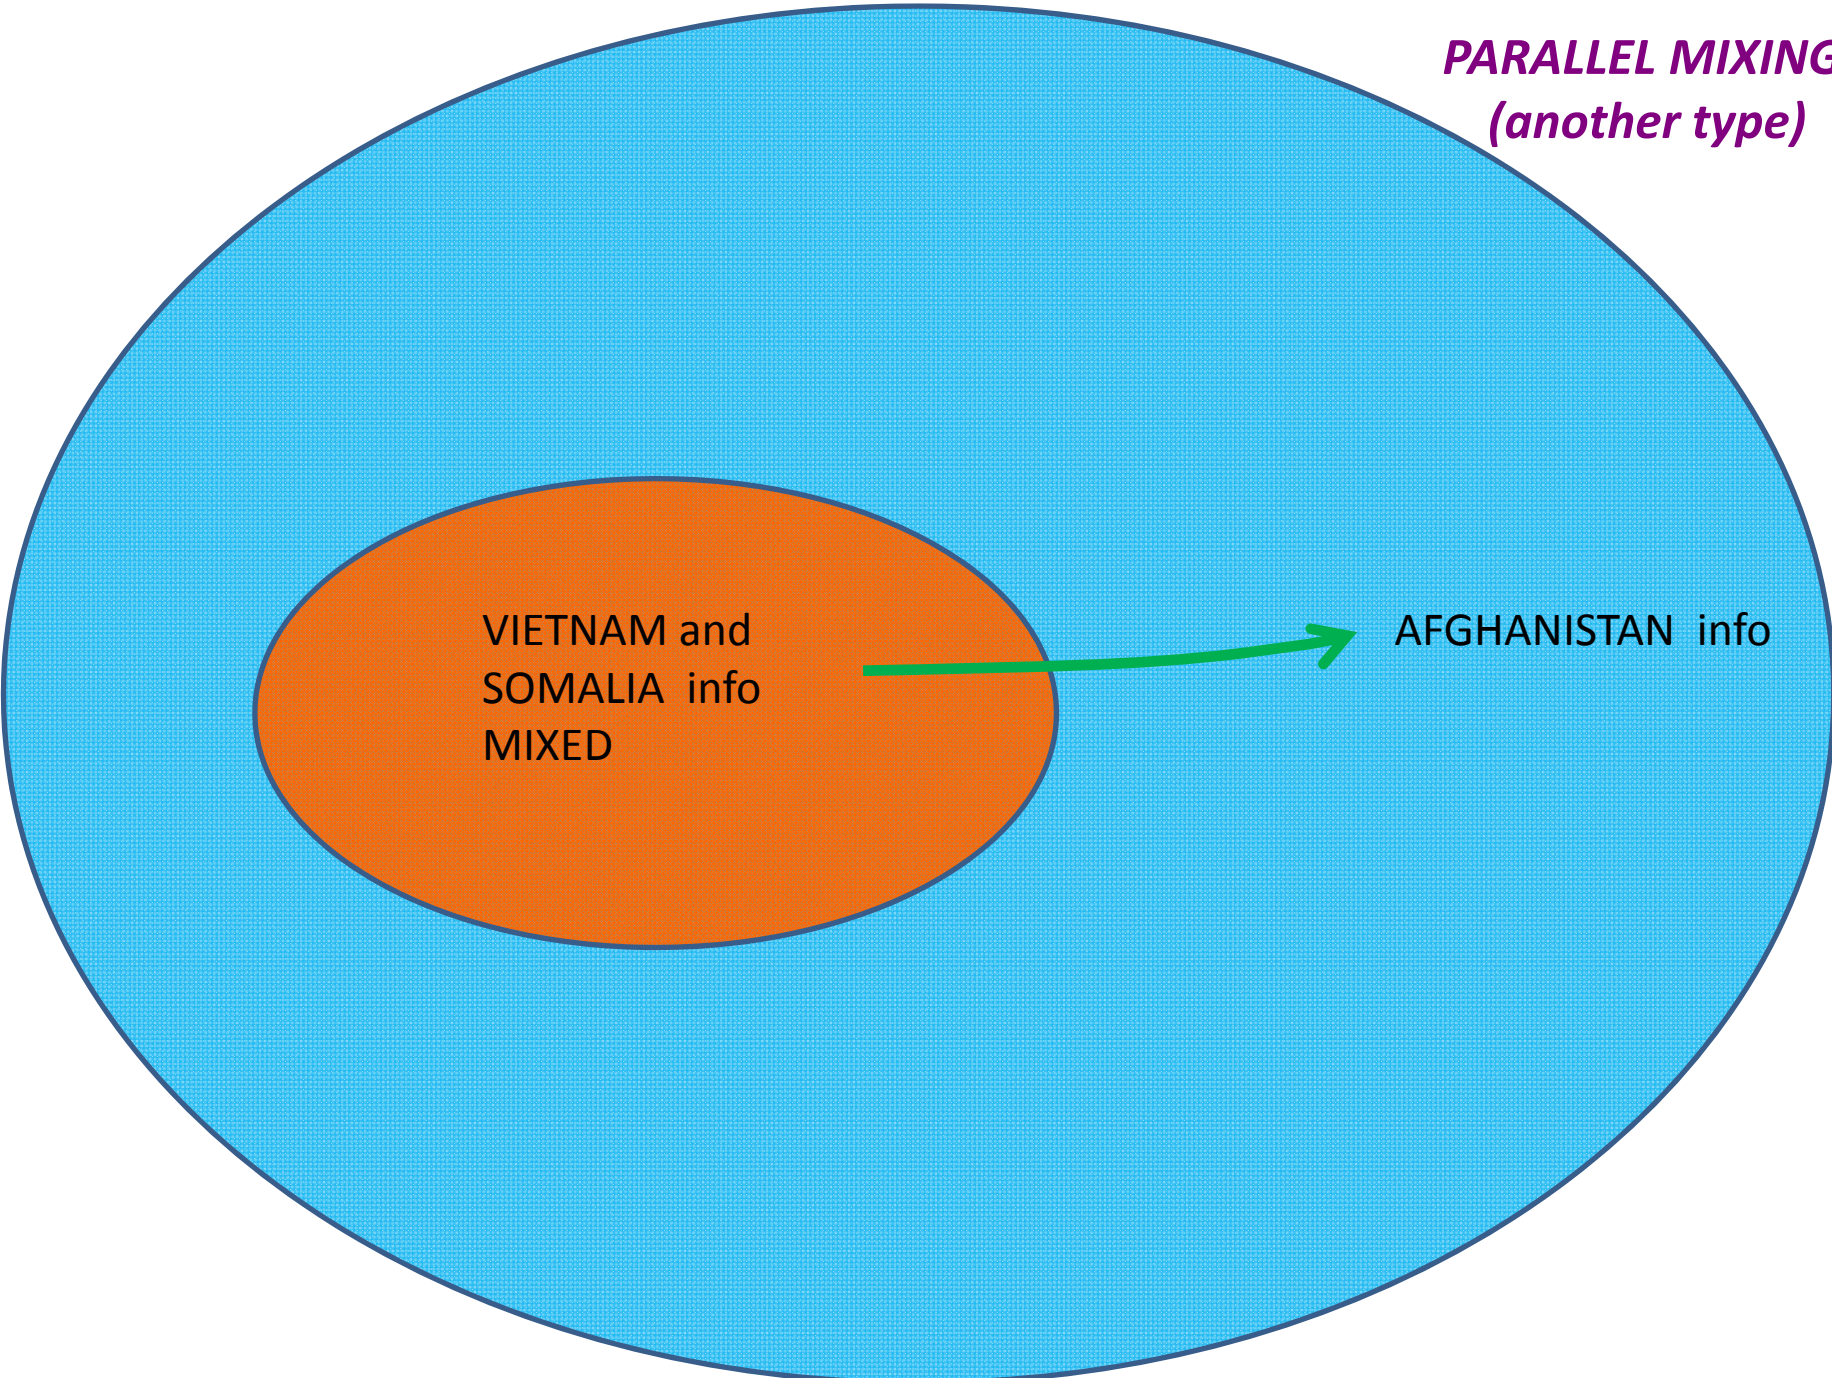 PARALLEL MIXING
(another type)
VIETNAM and
SOMALIA info
MIXED
AFGHANISTAN info